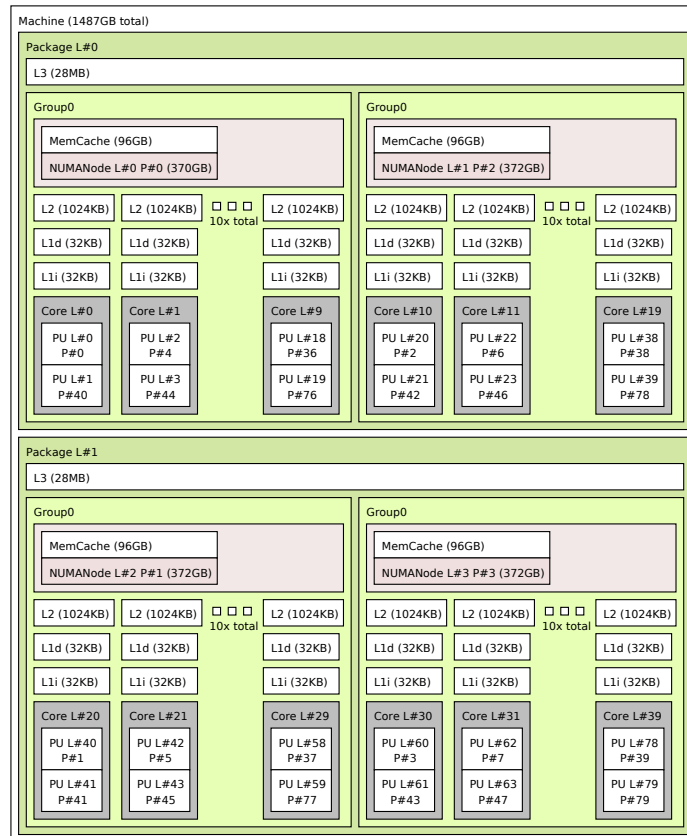 Machine (1487GB total)
Package L#0
L3 (28MB)
Group0
MemCache (96GB)
NUMANode L#0 P#0 (370GB)
L2 (1024KB) L2 (1024KB) L2 (1024KB)
10x total
L1d (32KB) L1d (32KB) L1d (32KB)
L1i (32KB) L1i (32KB) L1i (32KB)
Core L#0 Core L#1 Core L#9
PU L#0 PU L#2 PU L#18
P#0 P#4 P#36
PU L#1 PU L#3 PU L#19
P#40 P#44 P#76
Group0
MemCache (96GB)
NUMANode L#1 P#2 (372GB)
L2 (1024KB) L2 (1024KB) L2 (1024KB)
10x total
L1d (32KB) L1d (32KB) L1d (32KB)
L1i (32KB) L1i (32KB) L1i (32KB)
Core L#10 Core L#11 Core L#19
PU L#20 PU L#22 PU L#38
P#2 P#6 P#38
PU L#21 PU L#23 PU L#39
P#42 P#46 P#78
Package L#1
L3 (28MB)
Group0
MemCache (96GB)
NUMANode L#2 P#1 (372GB)
L2 (1024KB) L2 (1024KB) L2 (1024KB)
10x total
L1d (32KB) L1d (32KB) L1d (32KB)
L1i (32KB) L1i (32KB) L1i (32KB)
Core L#20 Core L#21 Core L#29
PU L#40 PU L#42 PU L#58
P#1 P#5 P#37
PU L#41 PU L#43 PU L#59
P#41 P#45 P#77
Group0
MemCache (96GB)
NUMANode L#3 P#3 (372GB)
L2 (1024KB) L2 (1024KB) L2 (1024KB)
10x total
L1d (32KB) L1d (32KB) L1d (32KB)
L1i (32KB) L1i (32KB) L1i (32KB)
Core L#30 Core L#31 Core L#39
PU L#60 PU L#62 PU L#78
P#3 P#7 P#39
PU L#61 PU L#63 PU L#79
P#43 P#47 P#79